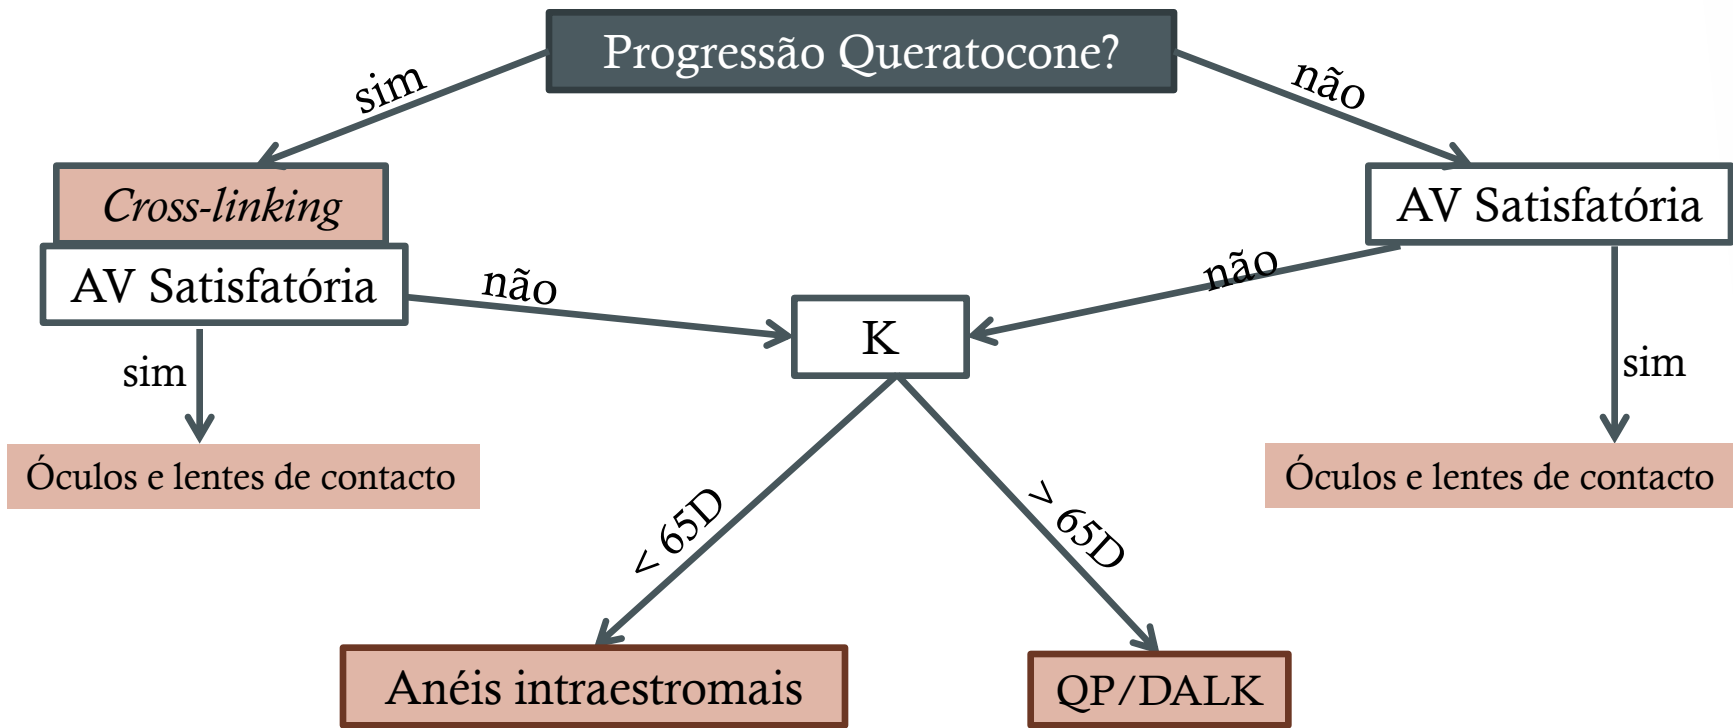 Progressão Queratocone?
sim
não
Cross-linking
AV Satisfatória
AV Satisfatória
não
não
K
sim
sim
Óculos e lentes de contacto
Óculos e lentes de contacto
< 65D
> 65D
Anéis intraestromais
QP/DALK